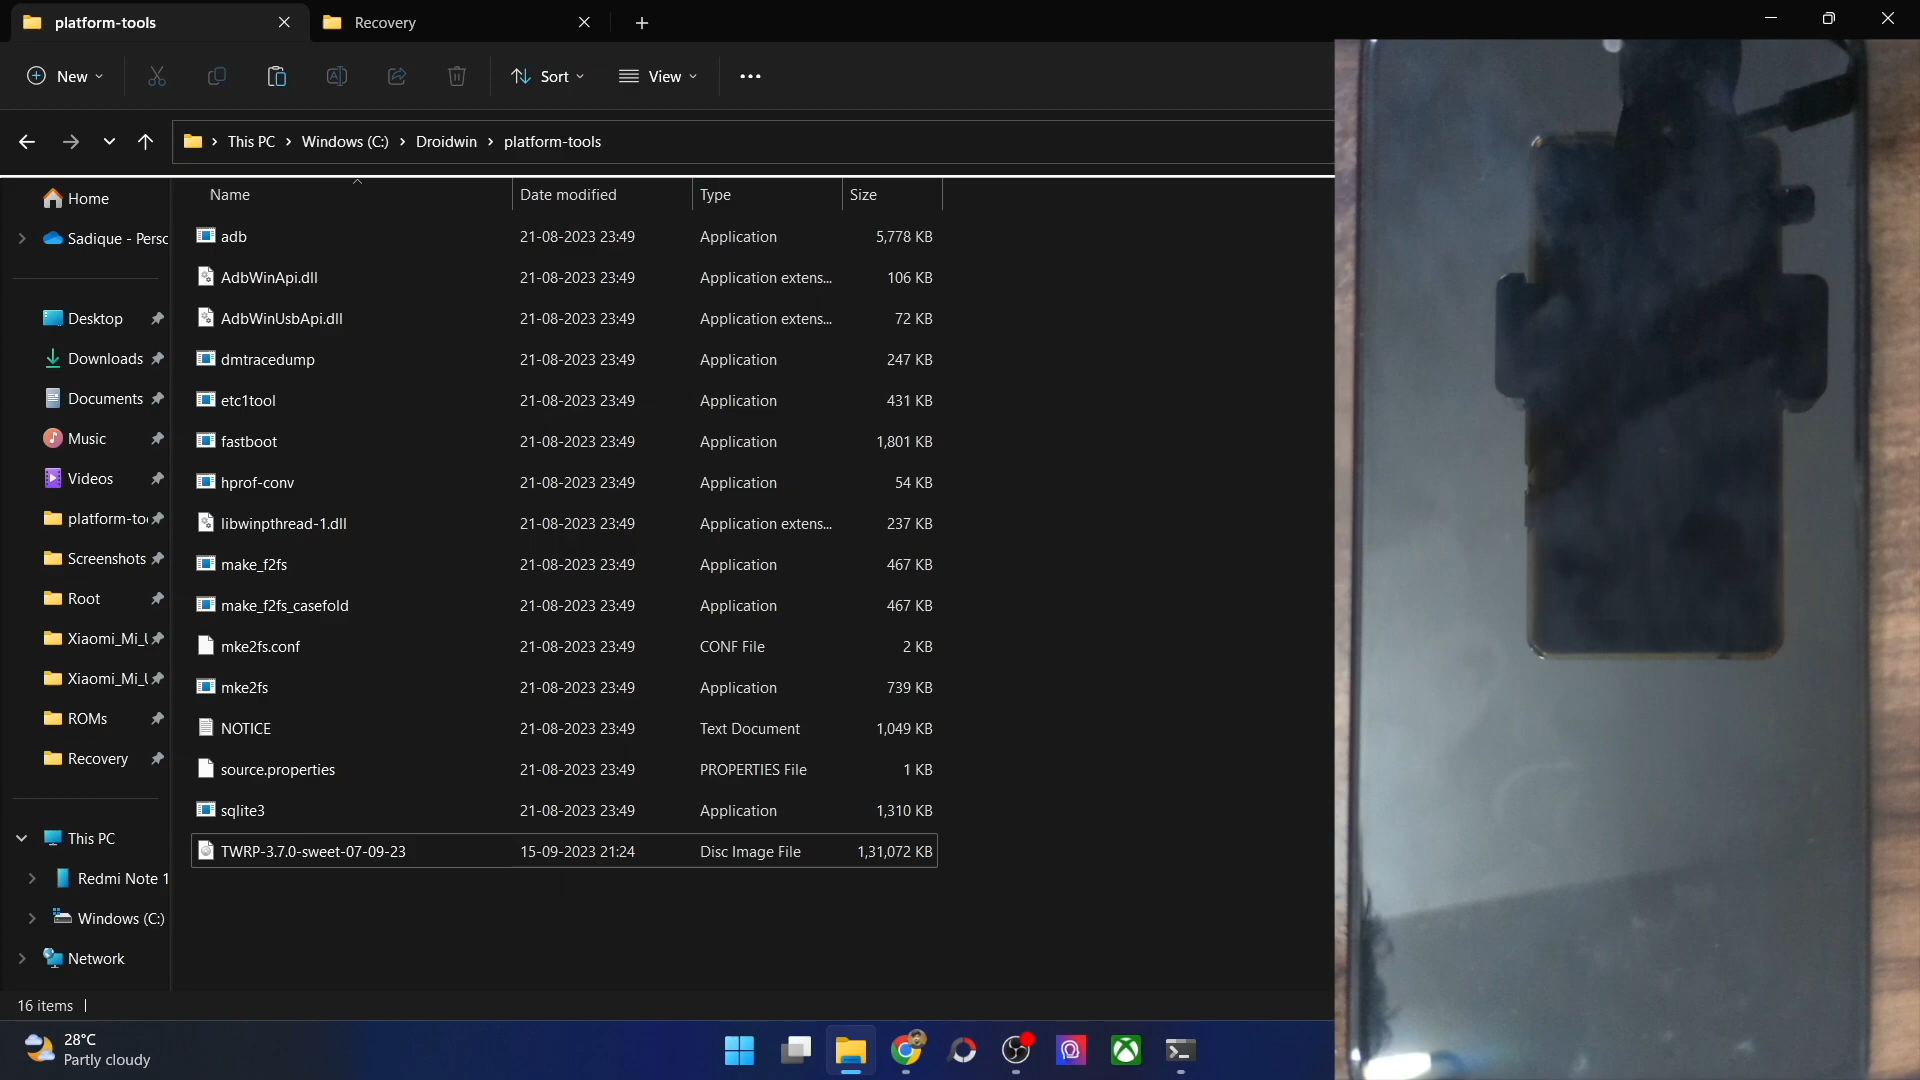 platform-tools
Recovery
New
Sort
View
This PC
Windows (C:)
Droidwin
platform-tools
Name
Date modified
Type
Size
Home
Sadique - Persc
Desktop
Downloads
Documents
Music
Videos
platform-to
Screenshots
Root
Xiaomi_Mi_U
Xiaomi_Mi_U
ROMs
Recovery
This PC
Redmi Note 1
Windows (C:)
Network
adb 21-08-2023 23:49 Application 5,778 KB
AdbWinApi.dll 21-08-2023 23:49 Application extens... 106 KB
AdbWinUsbApi.dll 21-08-2023 23:49 Application extens... 72 KB
dmtracedump 21-08-2023 23:49 Application 247 KB
etc1tool 21-08-2023 23:49 Application 431 KB
fastboot 21-08-2023 23:49 Application 1,801 KB
hprof-conv 21-08-2023 23:49 Application 54 KB
libwinpthread-1.dll 21-08-2023 23:49 Application extens... 237 KB
make_f2fs 21-08-2023 23:49 Application 467 KB
make_f2fs_casefold 21-08-2023 23:49 Application 467 KB
mke2fs.conf 21-08-2023 23:49 CONF File 2 KB
mke2fs 21-08-2023 23:49 Application 739 KB
NOTICE 21-08-2023 23:49 Text Document 1,049 KB
source.properties 21-08-2023 23:49 PROPERTIES File 1 KB
sqlite3 21-08-2023 23:49 Application 1,310 KB
TWRP-3.7.0-sweet-07-09-23 15-09-2023 21:24 Disc Image File 1,31,072 KB
16 items
28°C
Partly cloudy